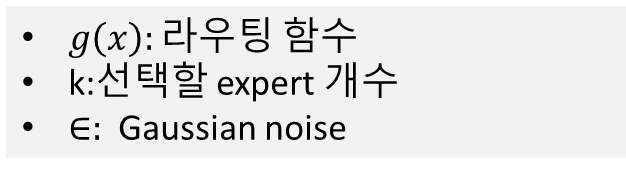 • g(x): 라우팅 함수
• k:선택할 expert 개수
• ∈: Gaussian noise